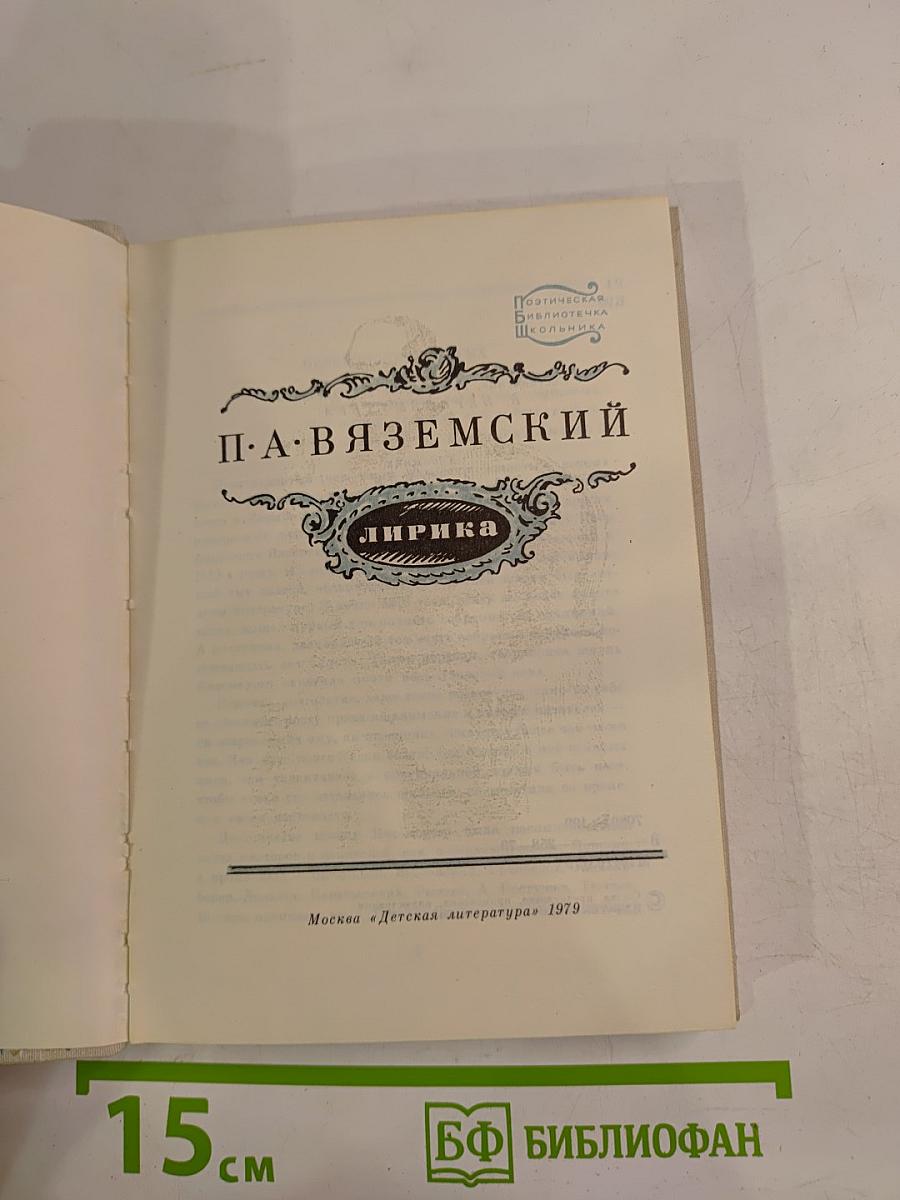 Поэтическая
Библиотечка
Школьника
П·А·ВЯЗЕМСКИЙ
ЛИРИКА
Москва «Детская литература» 1979
15 см
БФ БИБЛИОФАН